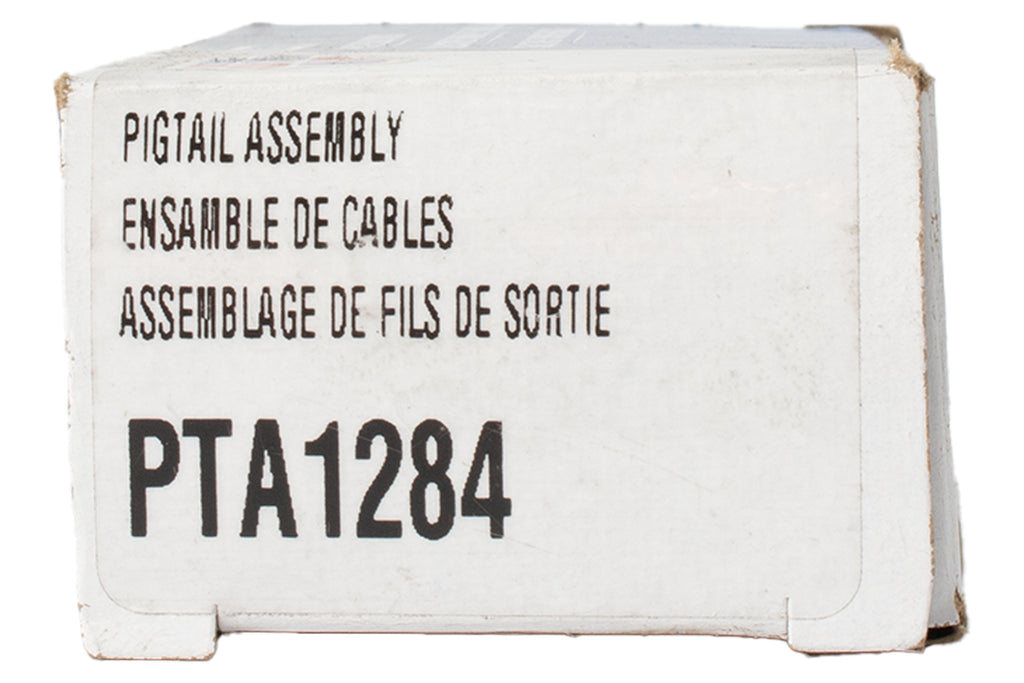 PIGTAIL ASSEMBLY
ENSAMBLE DE CABLES
ASSEMBLAGE DE FILS DE SORTIE
PTA1284